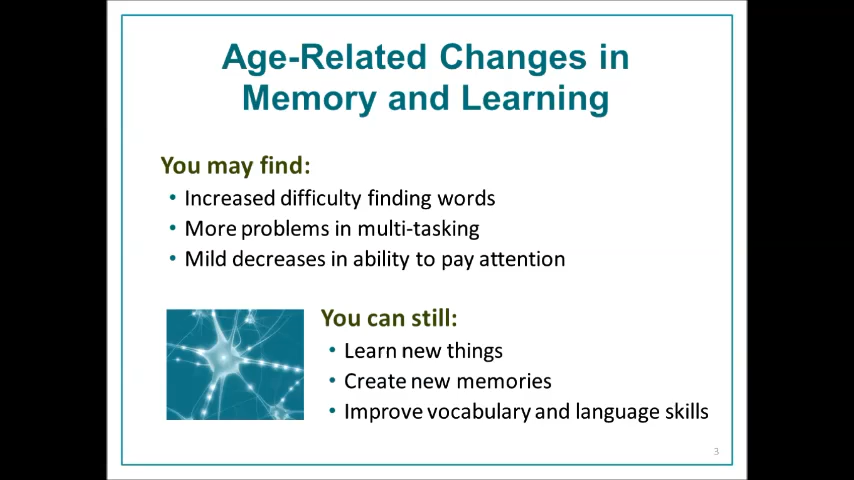 Age-Related Changes in
Memory and Learning
You may find:
• Increased difficulty finding words
• More problems in multi-tasking
• Mild decreases in ability to pay attention
You can still:
• Learn new things
• Create new memories
• Improve vocabulary and language skills
3